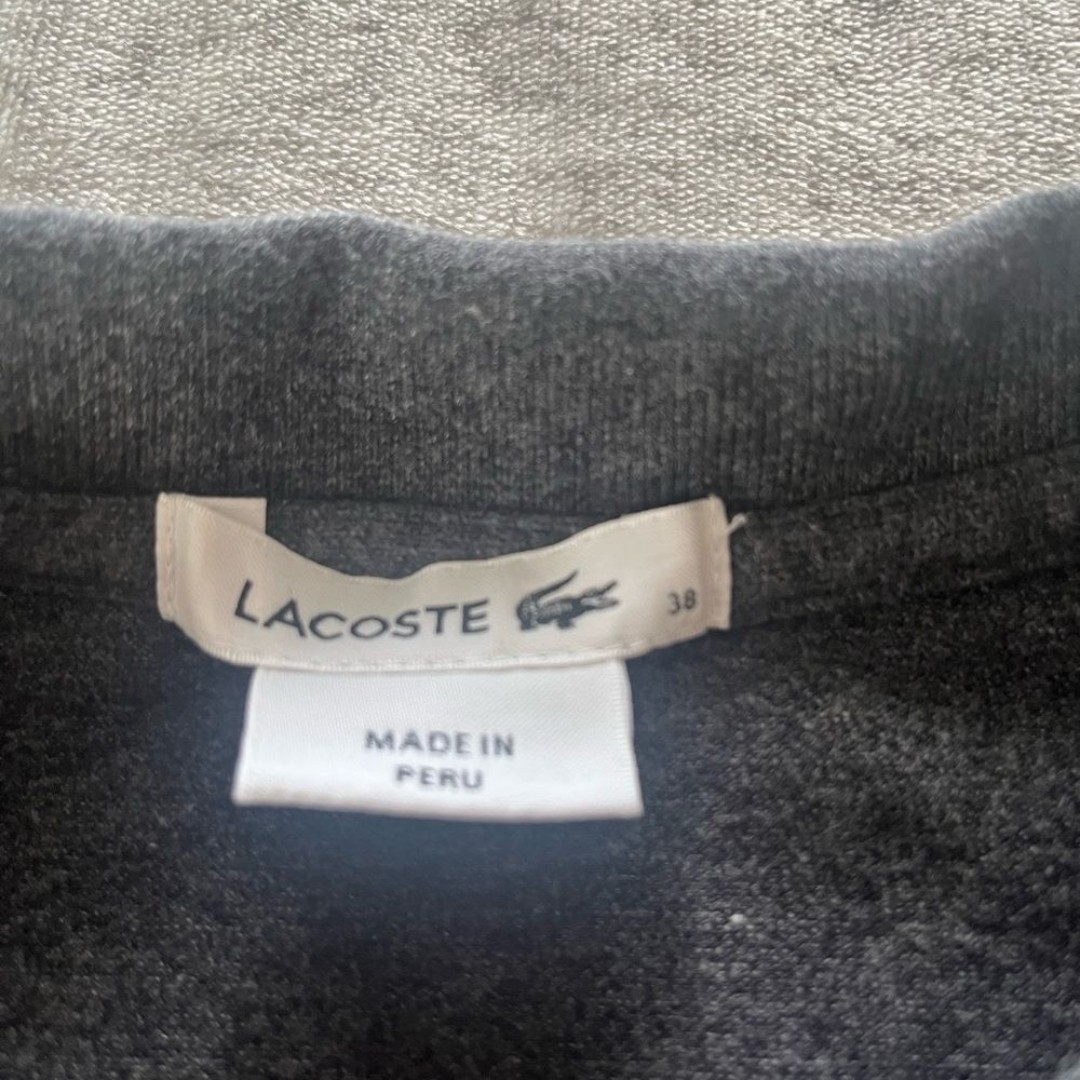 LACOSTE 38
MADE IN
PERU